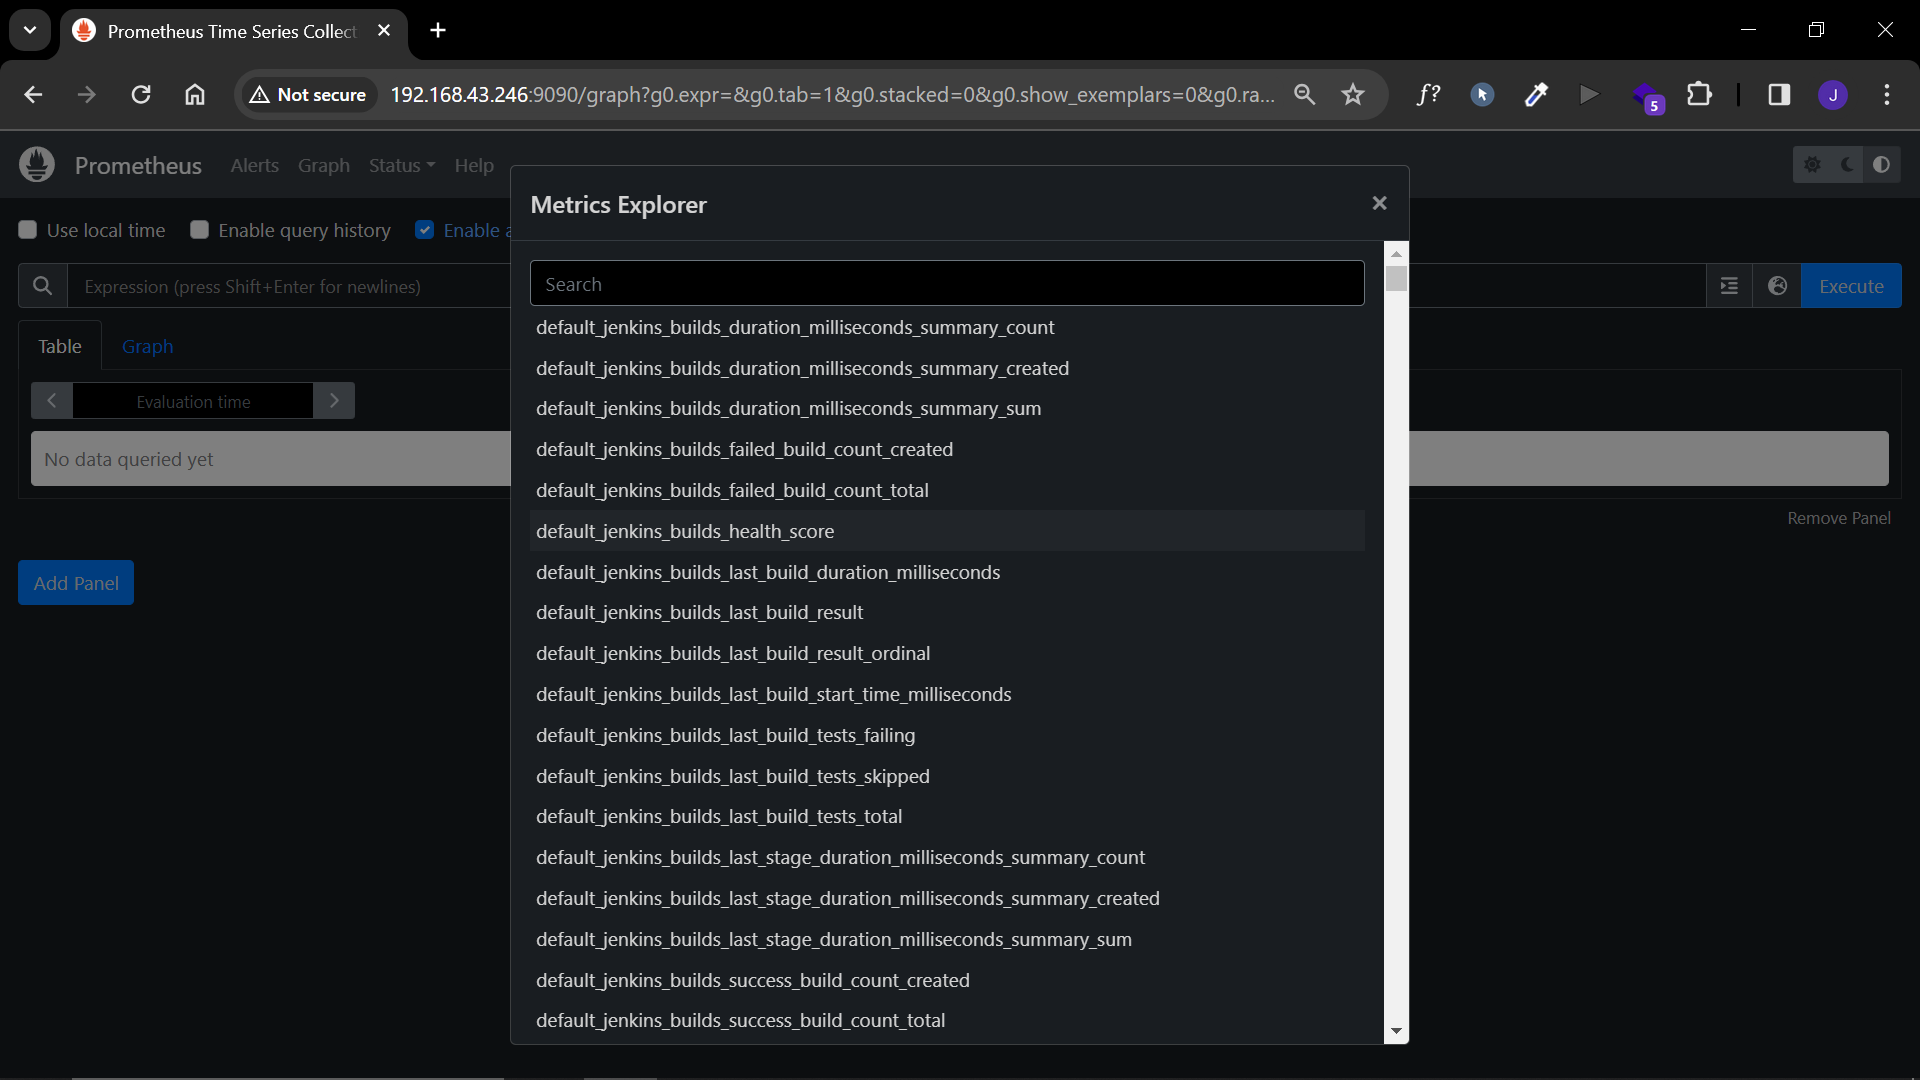 Prometheus Time Series Collect
Not secure
192.168.43.246:9090/graph?g0.expr=&g0.tab=1&g0.stacked=0&g0.show_exemplars=0&g0.ra...
f?
5
J
Prometheus
Alerts
Graph
Status
Help
Metrics Explorer
Use local time
Enable query history
Enable a
Search
Expression (press Shift+Enter for newlines)
Execute
Table
Graph
Evaluation time
No data queried yet
Remove Panel
Add Panel
default_jenkins_builds_duration_milliseconds_summary_count
default_jenkins_builds_duration_milliseconds_summary_created
default_jenkins_builds_duration_milliseconds_summary_sum
default_jenkins_builds_failed_build_count_created
default_jenkins_builds_failed_build_count_total
default_jenkins_builds_health_score
default_jenkins_builds_last_build_duration_milliseconds
default_jenkins_builds_last_build_result
default_jenkins_builds_last_build_result_ordinal
default_jenkins_builds_last_build_start_time_milliseconds
default_jenkins_builds_last_build_tests_failing
default_jenkins_builds_last_build_tests_skipped
default_jenkins_builds_last_build_tests_total
default_jenkins_builds_last_stage_duration_milliseconds_summary_count
default_jenkins_builds_last_stage_duration_milliseconds_summary_created
default_jenkins_builds_last_stage_duration_milliseconds_summary_sum
default_jenkins_builds_success_build_count_created
default_jenkins_builds_success_build_count_total